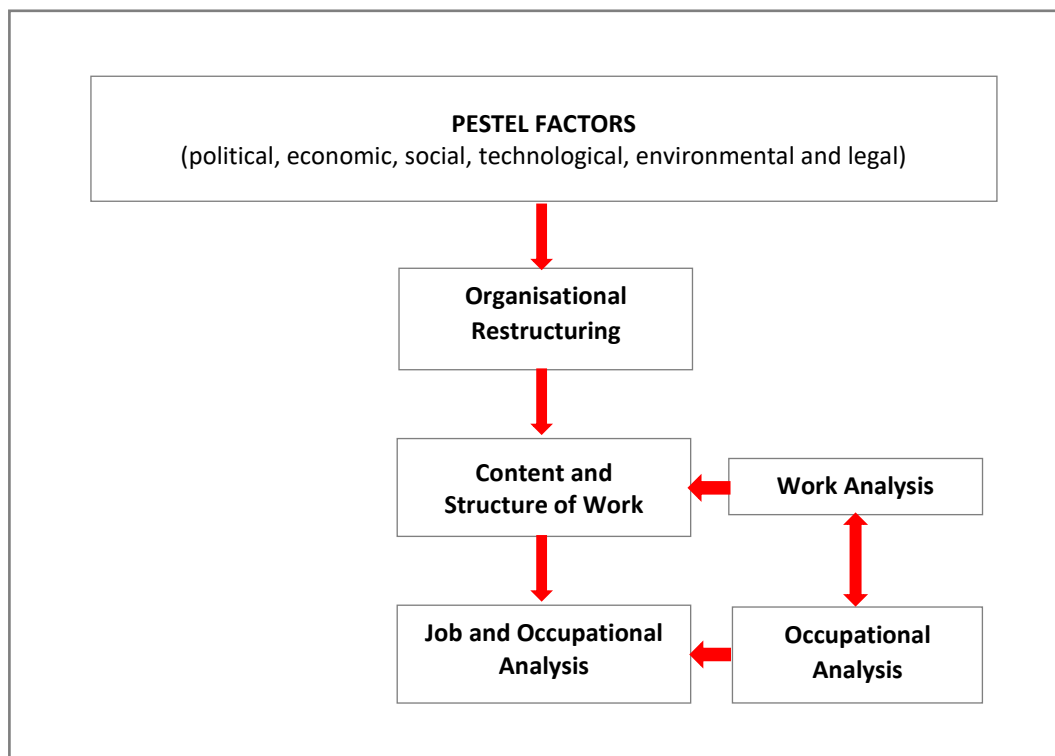 PESTEL FACTORS
(political, economic, social, technological, environmental and legal)
Organisational
Restructuring
Content and
Structure of Work
Work Analysis
Job and Occupational
Analysis
Occupational
Analysis